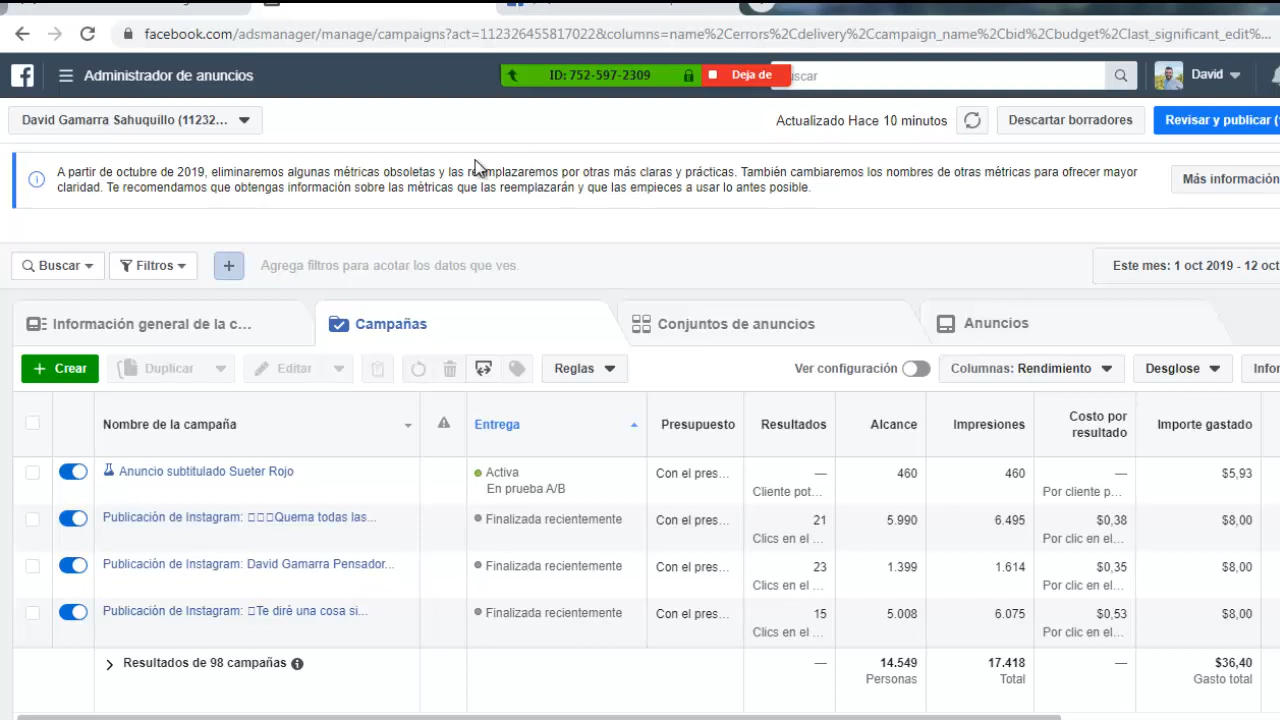 facebook.com/adsmanager/manage/campaigns?act=1123264558170228&columns=name%2Cerrors%2Cdelivery%2Ccampaign_name%2Cbid%2Cbudget%2Clast_significant_edit%...
Administrador de anuncios
ID: 752-597-2309
Deja de
scar
David
David Gamarra Sahuquillo (11232...
Actualizado Hace 10 minutos
Descartar borradores
Revisar y publicar (
A partir de octubre de 2019, eliminaremos algunas métricas obsoletas y las reemplazaremos por otras más claras y prácticas. También cambiaremos los nombres de otras métricas para ofrecer mayor
claridad. Te recomendamos que obtengas información sobre las métricas que las reemplazarán y que las empieces a usar lo antes posible.
Más información
Buscar
Filtros
+
Agrega filtros para acotar los datos que ves.
Este mes: 1 oct 2019 - 12 oct
Información general de la c...
Campañas
Conjuntos de anuncios
Anuncios
+ Crear
Duplicar
Editar
Reglas
Ver configuración
Columnas: Rendimiento
Desglose
Infor
Nombre de la campaña
Entrega
Presupuesto
Resultados
Alcance
Impresiones
Costo por
resultado
Importe gastado
Anuncio subtitulado Sueter Rojo
Activa
En prueba A/B
Con el pres...
—
Cliente pot...
460
460
—
Por cliente p...
$5,93
Publicación de Instagram: □□□Quema todas las...
Finalizada recientemente
Con el pres...
21
Clics en el ...
5.990
6.495
$0,38
Por clic en el...
$8,00
Publicación de Instagram: David Gamarra Pensador...
Finalizada recientemente
Con el pres...
23
Clics en el ...
1.399
1.614
$0,35
Por clic en el...
$8,00
Publicación de Instagram: □Te diré una cosa si...
Finalizada recientemente
Con el pres...
15
Clics en el ...
5.008
6.075
$0,53
Por clic en el...
$8,00
Resultados de 98 campañas
—
14.549
Personas
17.418
Total
—
$36,40
Gasto total